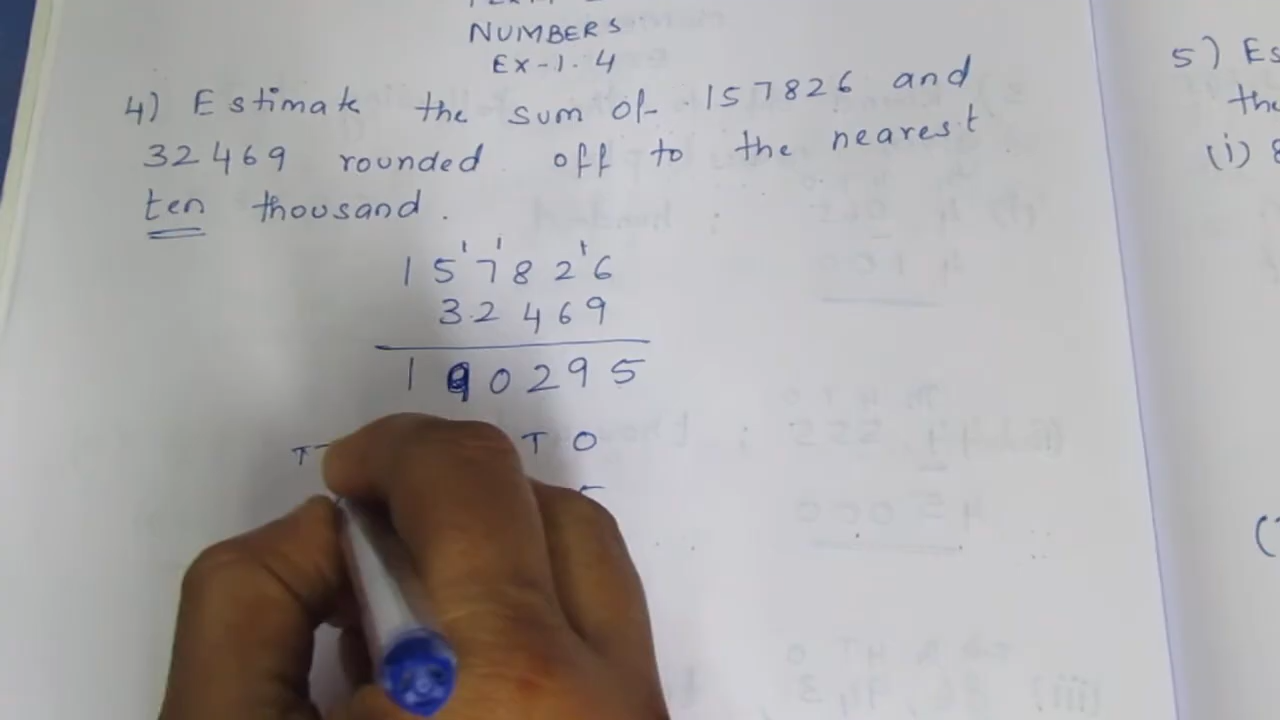 NUMBERS
Ex-1.4
4) Estimate the sum of 157826 and
32469 rounded off to the nearest
ten thousand.
157826
32469
190295
T O
5) Es
the
(i) 8